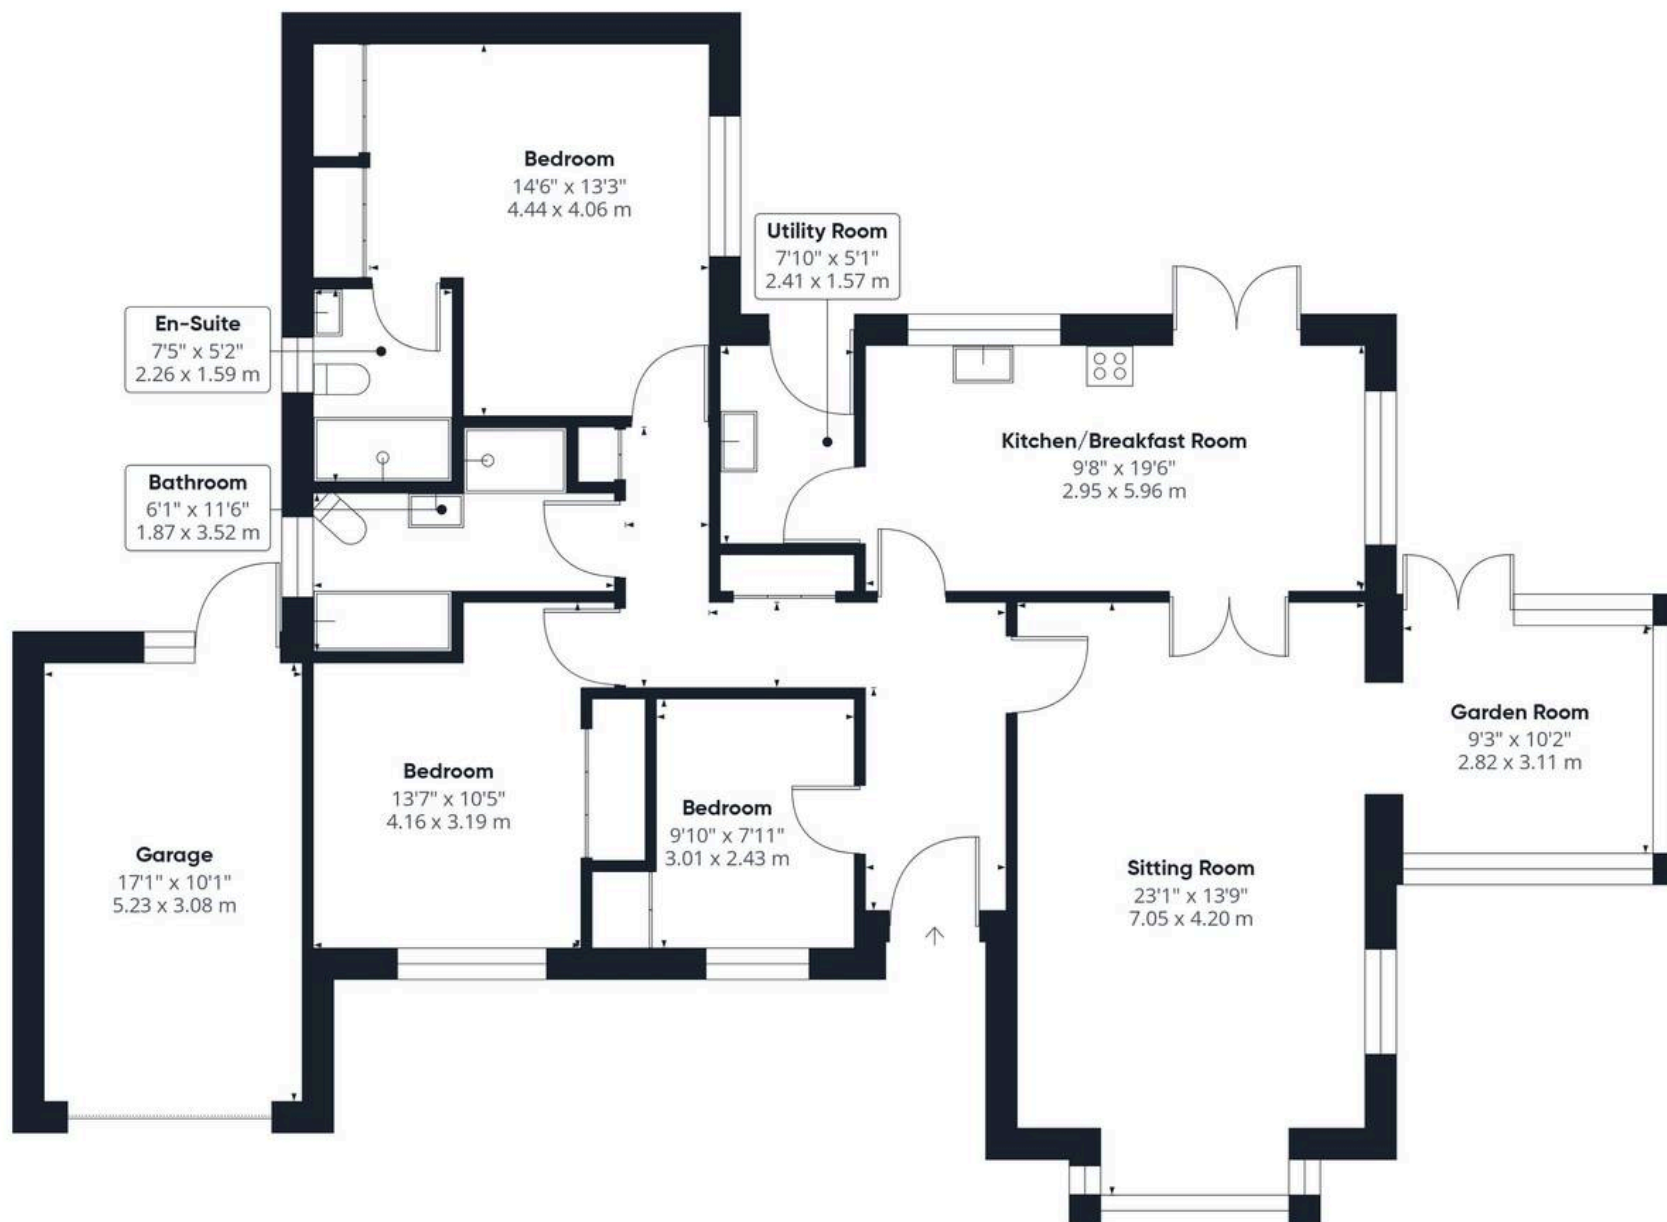 Bedroom
14'6" x 13'3"
4.44 x 4.06 m
Utility Room
7'10" x 5'1"
2.41 x 1.57 m
En-Suite
7'5" x 5'2"
2.26 x 1.59 m
Kitchen/Breakfast Room
9'8" x 19'6"
2.95 x 5.96 m
Bathroom
6'1" x 11'6"
1.87 x 3.52 m
Garden Room
9'3" x 10'2"
2.82 x 3.11 m
Bedroom
13'7" x 10'5"
4.16 x 3.19 m
Bedroom
9'10" x 7'11"
3.01 x 2.43 m
Garage
17'1" x 10'1"
5.23 x 3.08 m
Sitting Room
23'1" x 13'9"
7.05 x 4.20 m